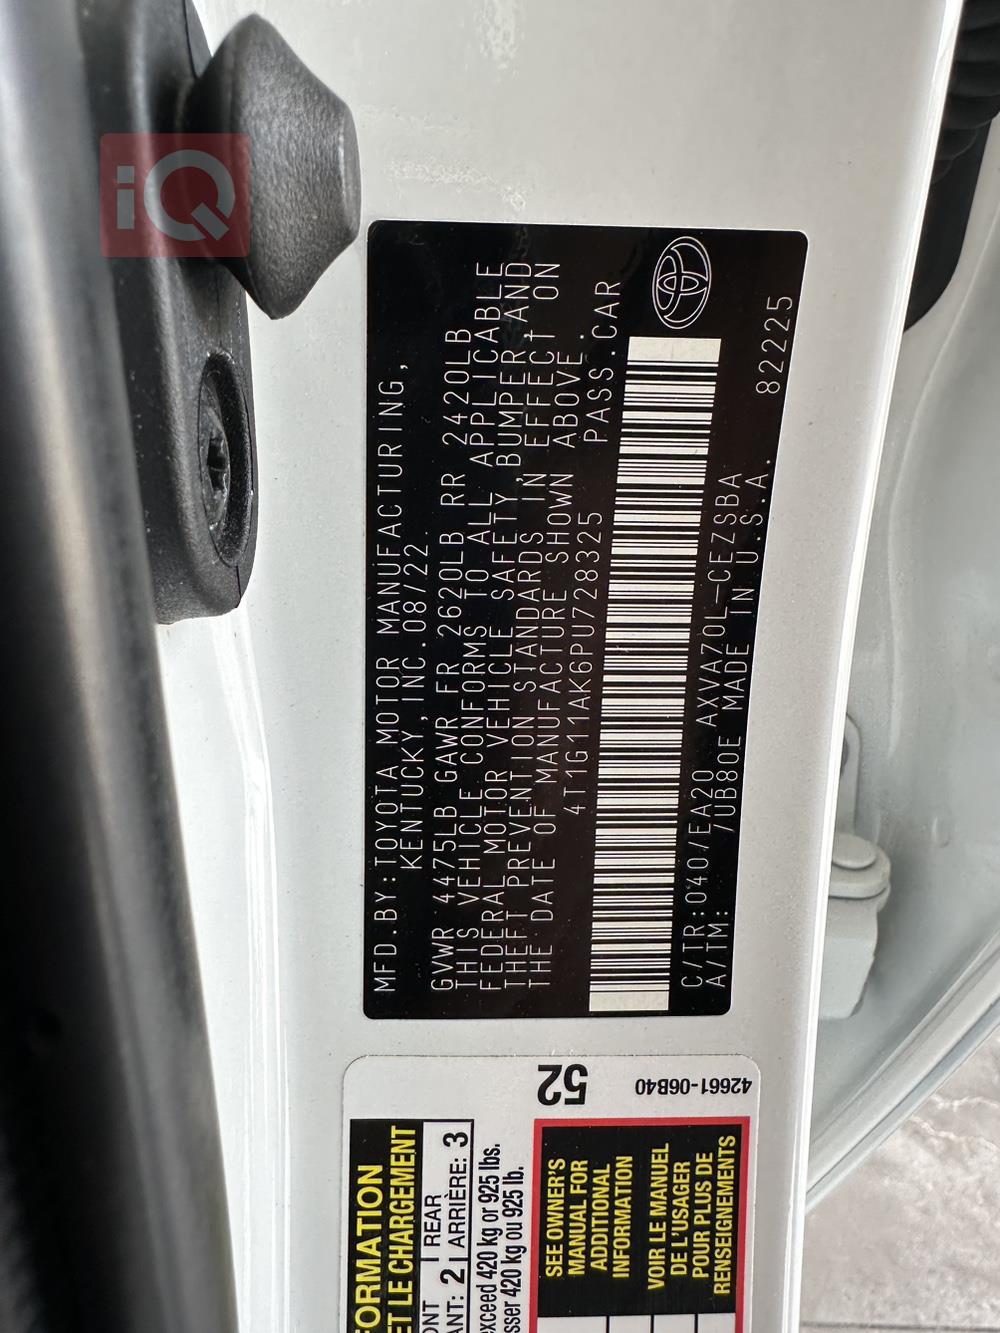 iQ
MFD.BY:TOYOTA MOTOR MANUFACTURING,
KENTUCKY,INC.08/22
GVWR 4475LB GAWR FR 2620LB RR 2420LB
THIS VEHICLE CONFORMS TO ALL APPLICABLE
FEDERAL MOTOR VEHICLE SAFETY,BUMPER,AND
THEFT PREVENTION STANDARDS IN EFFECT ON
THE DATE OF MANUFACTURE SHOWN ABOVE.
4T1G11AK6PU728325 PASS.CAR
C/TR:040/EA20 AXVA70L-CEZSBA
A/TM: /UB80E MADE IN U.S.A.
82225
52
42661-06B40
FORMATION
ET LE CHARGEMENT
ONT 2 REAR 3
ANT: ARRIÈRE:
exceed 420 kg or 925 lbs.
sser 420 kg ou 925 lb.
SEE OWNER'S
MANUAL FOR
ADDITIONAL
INFORMATION
VOIR LE MANUEL
DE L'USAGER
POUR PLUS DE
RENSEIGNEMENTS